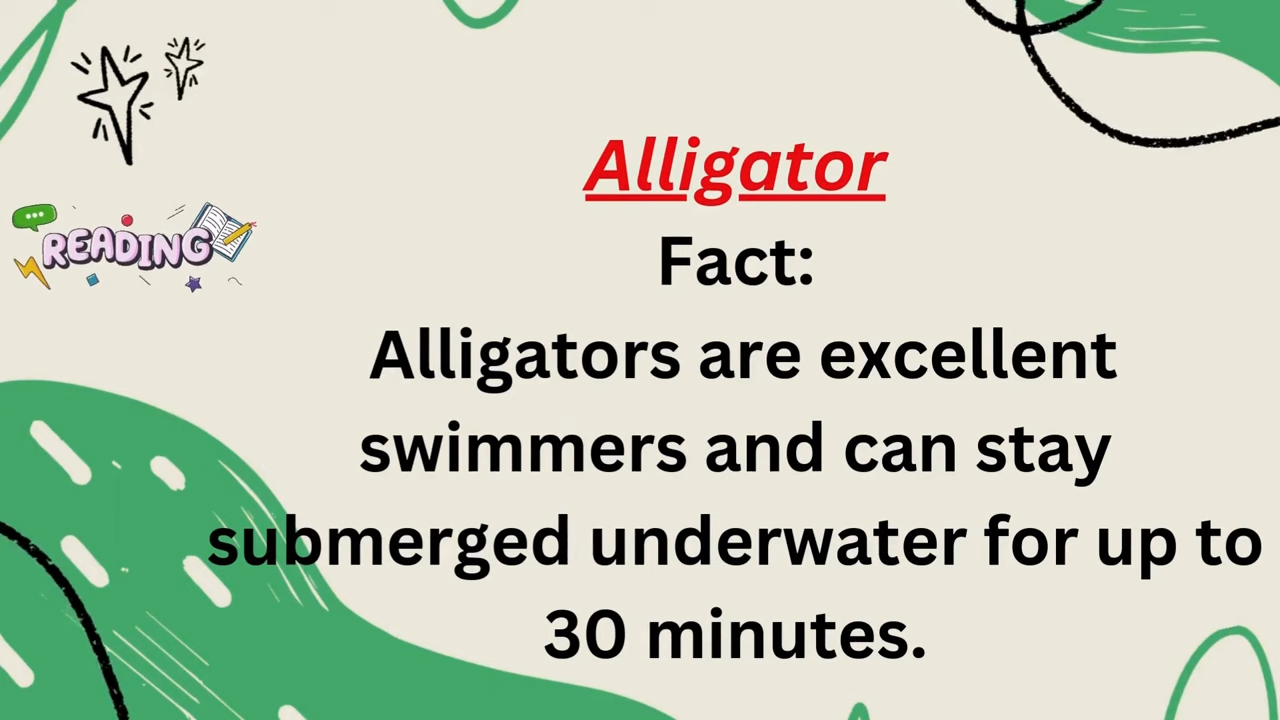 READING
Alligator
Fact:
Alligators are excellent
swimmers and can stay
submerged underwater for up to
30 minutes.